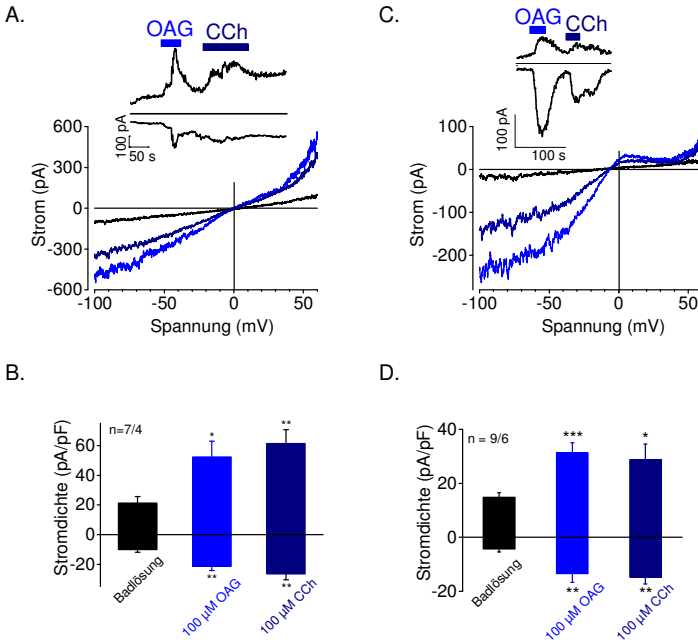 A.
OAG CCh
100 pA
50 s
600
300
0
-300
-600
Strom (pA)
-100 -50 0 50
Spannung (mV)
C.
OAG CCh
100 pA
100 s
100
0
-100
-200
Strom (pA)
-100 -50 0 50
Spannung (mV)
B.
n=7/4
* **
60
40
20
0
-20
Stromdichte (pA/pF)
** **
Badlösung
100 µM OAG
100 µM CCh
D.
n = 9/6
*** *
40
20
0
-20
Stromdichte (pA/pF)
** **
Badlösung
100 µM OAG
100 µM CCh